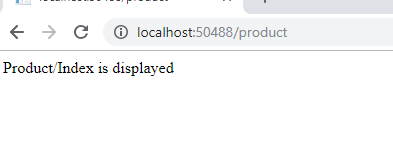 localhost:50488/product
Product/Index is displayed